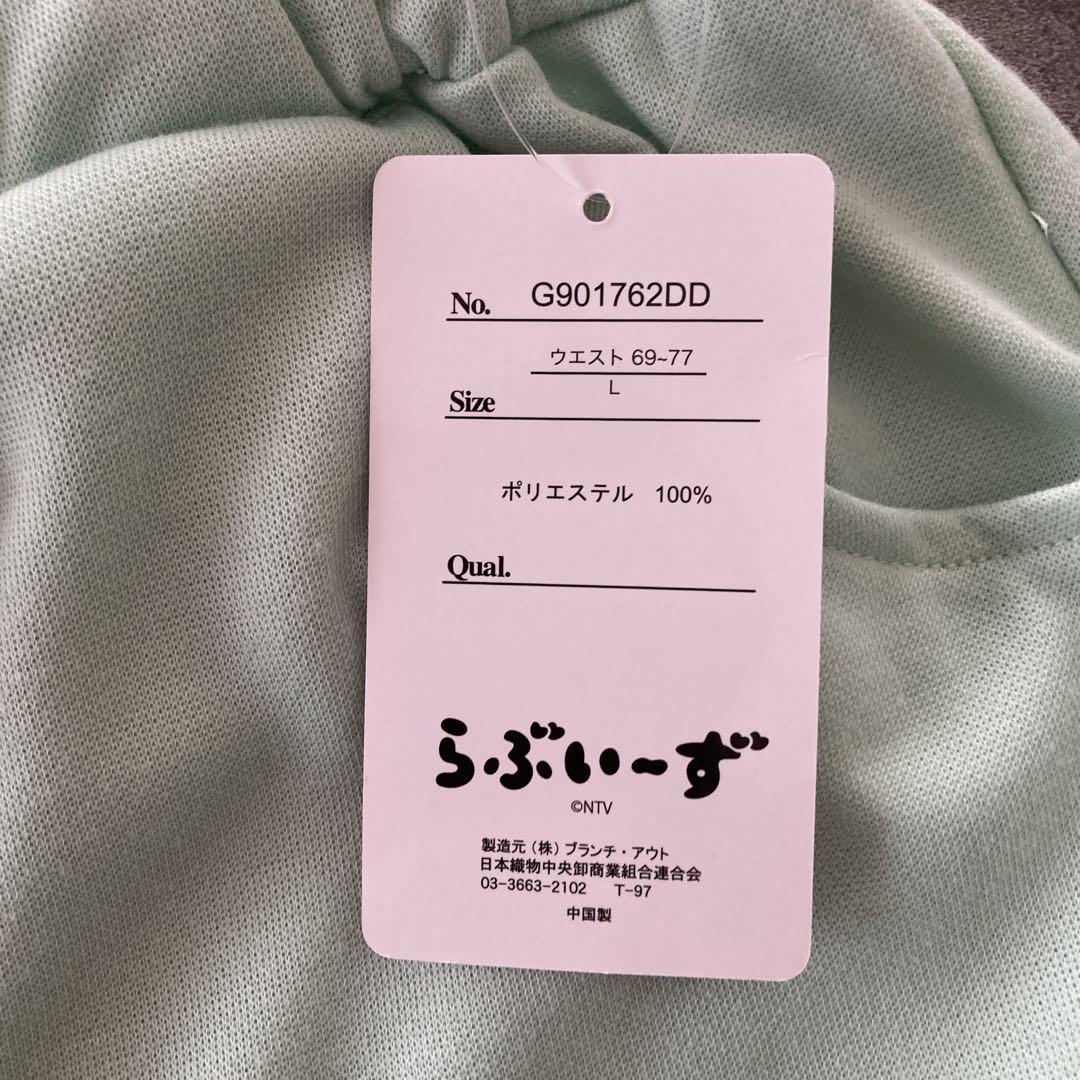 No. G901762DD
ウエスト 69~77
L
Size
ポリエステル 100%
Qual.
らぶい～ず
©NTV
製造元（株）ブランチ・アウト
日本織物中央卸商業組合連合会
03-3663-2102 T-97
中国製